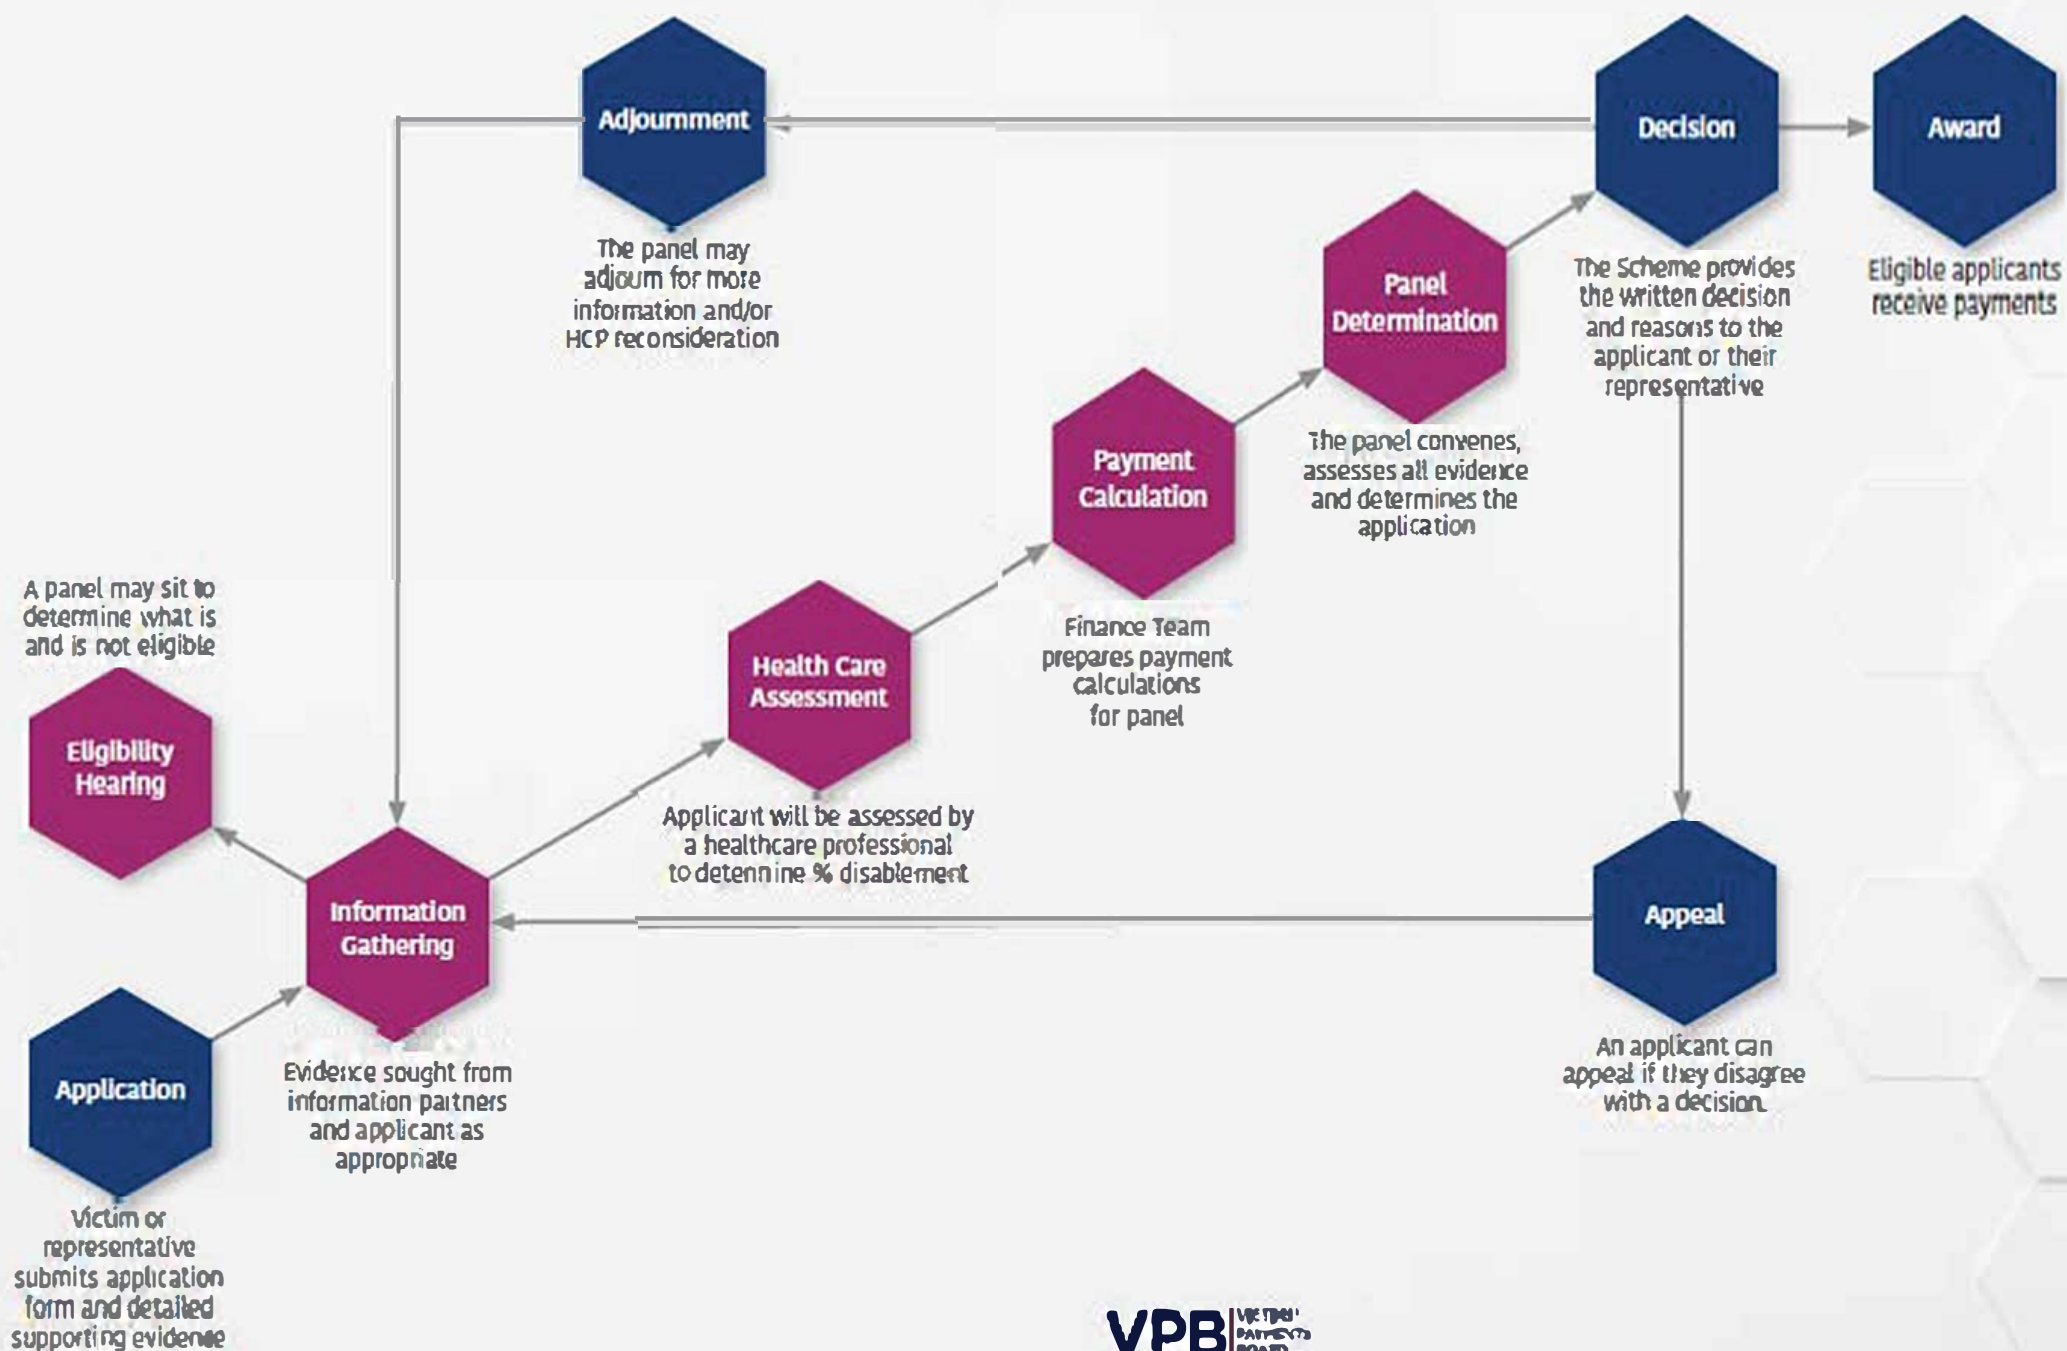 Adjournment
The panel may
adjourn for more
information and/or
HCP reconsideration
Decision
The Scheme provides
the written decision
and reasons to the
applicant or their
representative
Award
Eligible applicants
receive payments
Panel
Determination
The panel convenes,
assesses all evidence
and determines the
application
Payment
Calculation
Finance Team
prepares payment
calculations
for panel
Health Care
Assessment
Applicant will be assessed by
a healthcare professional
to determine % disablement
A panel may sit to
determine what is
and is not eligible
Eligibility
Hearing
Information
Gathering
Evidence sought from
information partners
and applicant as
appropriate
Application
Victim or
representative
submits application
form and detailed
supporting evidence
Appeal
An applicant can
appeal if they disagree
with a decision.
VPB
PAYMENTS
BOARD